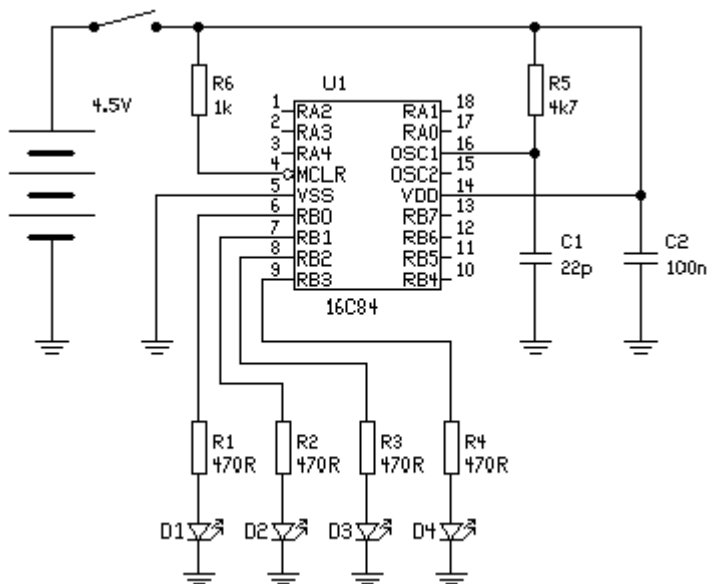 4.5V
R6
1k
U1
R5
4k7
1
2
3
4
5
6
7
8
9
RA2
RA3
RA4
MCLR
VSS
RB0
RB1
RB2
RB3
RA1
RA0
OSC1
OSC2
VDD
RB7
RB6
RB5
RB4
18
17
16
15
14
13
12
11
10
16C84
C1
22p
C2
100n
R1
470R
R2
470R
R3
470R
R4
470R
D1
D2
D3
D4